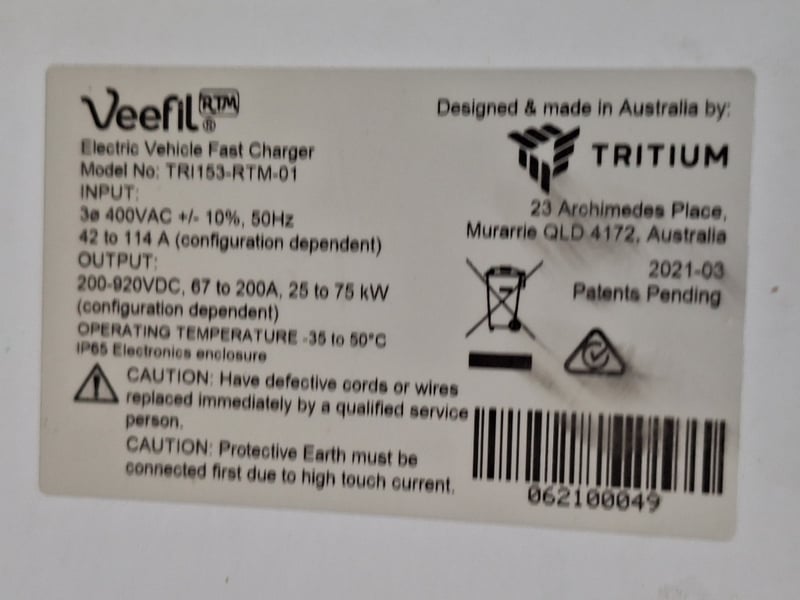 Veefil RTM ®
Electric Vehicle Fast Charger
Model No: TRI153-RTM-01
INPUT:
3ø 400VAC +/- 10%, 50Hz
42 to 114 A (configuration dependent)
OUTPUT:
200-920VDC, 67 to 200A, 25 to 75 kW
(configuration dependent)
OPERATING TEMPERATURE -35 to 50°C
IP65 Electronics enclosure
CAUTION: Have defective cords or wires
replaced immediately by a qualified service
person.
CAUTION: Protective Earth must be
connected first due to high touch current.
Designed & made in Australia by:
TRITIUM
23 Archimedes Place,
Murarrie QLD 4172, Australia
2021-03
Patents Pending
062100049